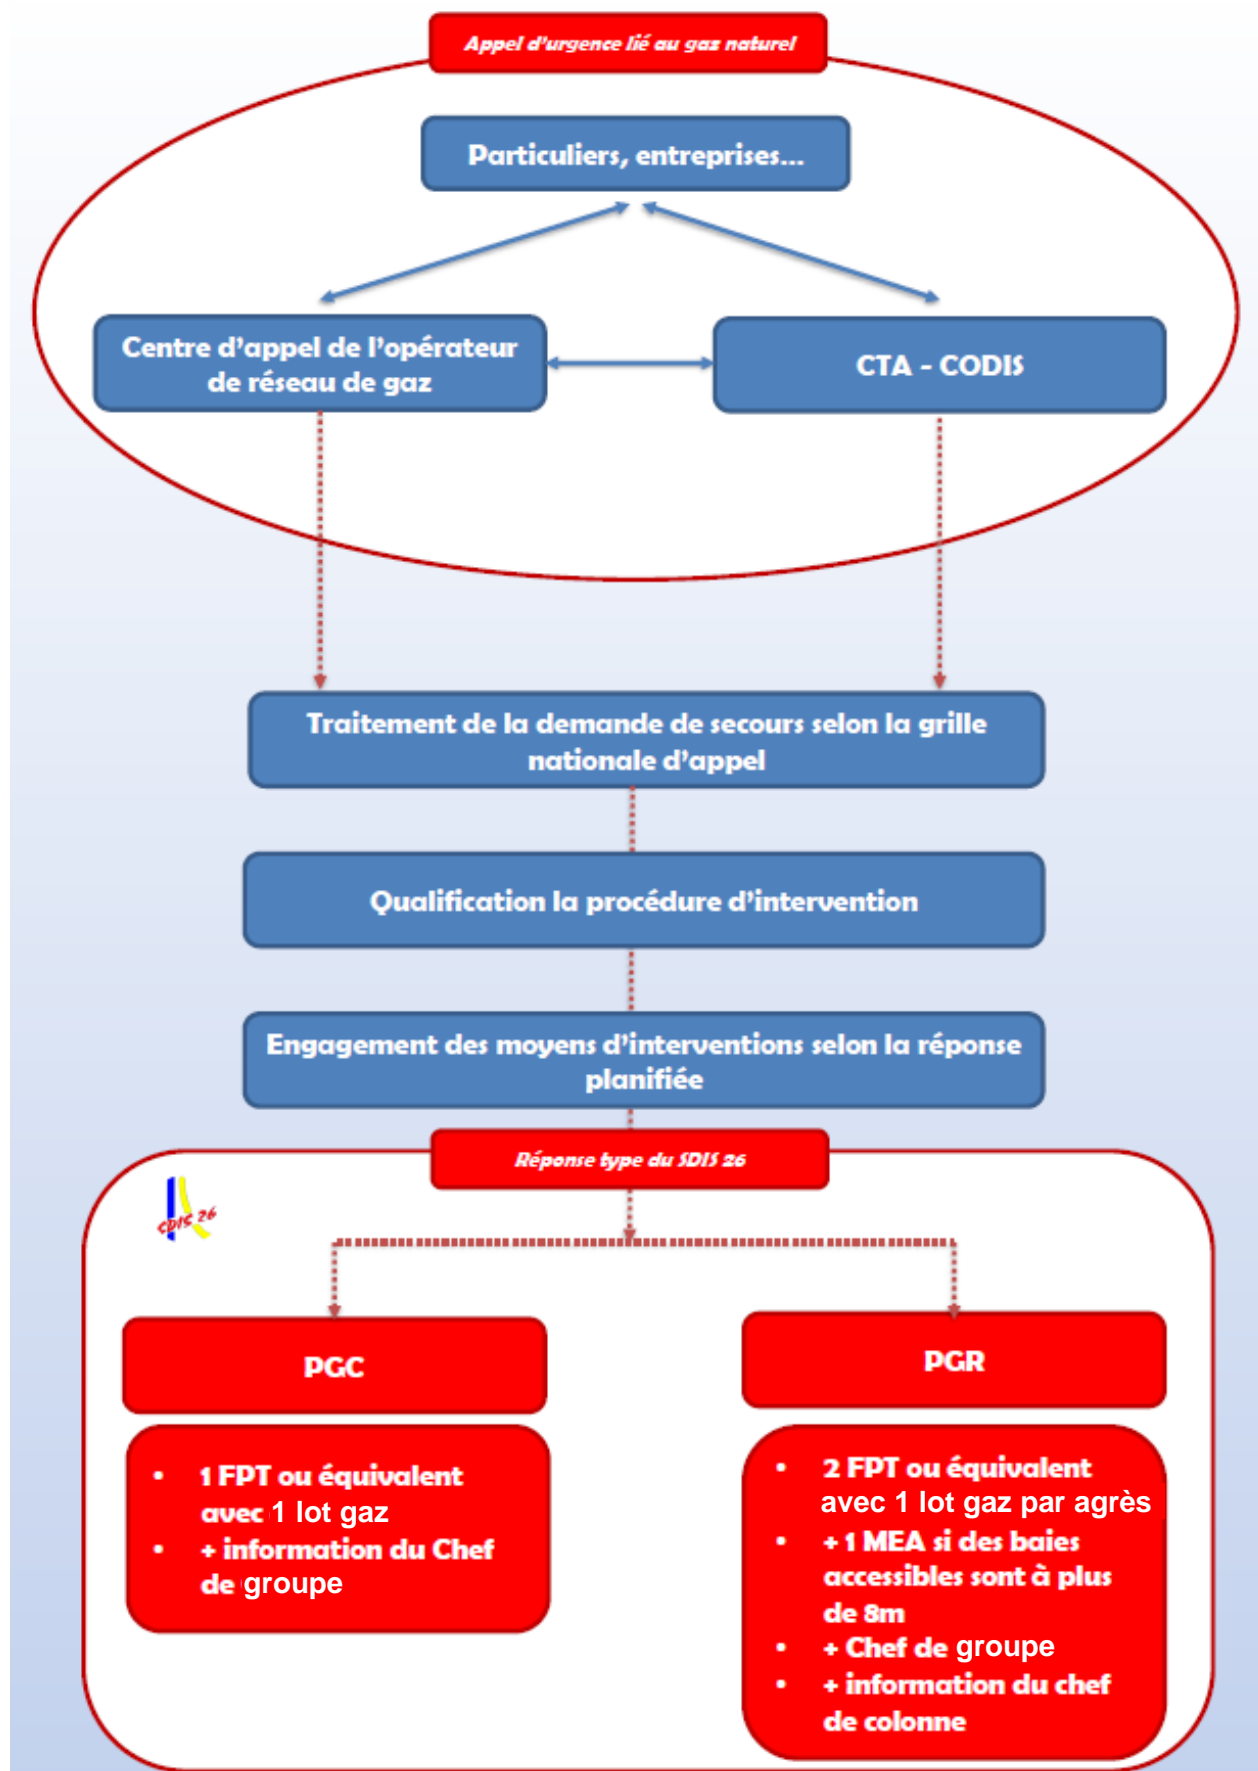 Appel d'urgence lié au gaz naturel
Particuliers, entreprises...
Centre d'appel de l'opérateur
de réseau de gaz
CTA - CODIS
Traitement de la demande de secours selon la grille
nationale d'appel
Qualification la procédure d'intervention
Engagement des moyens d'interventions selon la réponse
planifiée
Réponse type du SDIS 26
SDIS 26
PGC
• 1 FPT ou équivalent
avec 1 lot gaz
• + information du Chef
de groupe
PGR
• 2 FPT ou équivalent
avec 1 lot gaz par agrès
• + 1 MEA si des baies
accessibles sont à plus
de 8m
• + Chef de groupe
• + information du chef
de colonne